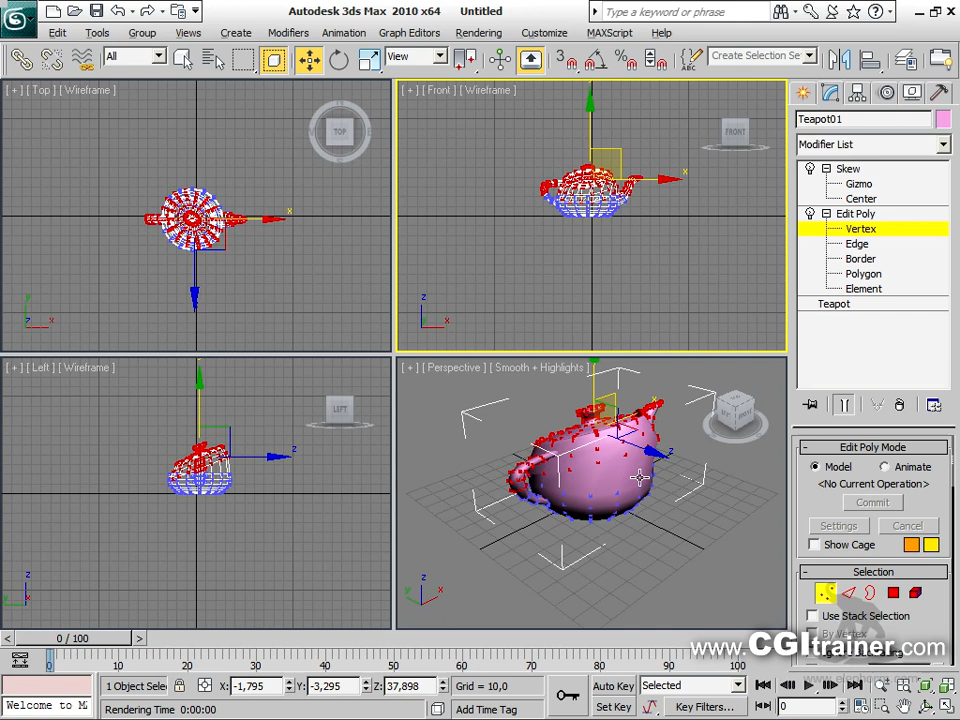 Autodesk 3ds Max 2010 x64 Untitled
Type a keyword or phrase
Edit Tools Group Views Create Modifiers Animation Graph Editors Rendering Customize MAXScript Help
All View Create Selection Se
[ + ] [ Top ] [ Wireframe ]
TOP
x
y
x
[ + ] [ Front ] [ Wireframe ]
FRONT
x
z
x
[ + ] [ Left ] [ Wireframe ]
LEFT
z
z
[ + ] [ Perspective ] [ Smooth + Highlights ]
z
x
Teapot01
Modifier List
Skew
Gizmo
Center
Edit Poly
Vertex
Edge
Border
Polygon
Element
Teapot
- Edit Poly Mode
Model Animate
<No Current Operation>
Commit
Settings Cancel
Show Cage
- Selection
Use Stack Selection
By Vertex
www.CGItrainer.com
< 0 / 100 >
0 10 20 30 40 50 60 70 80 90 100
1 Object Selec X: -1,795 Y: -3,295 Z: 37,898 Grid = 10,0 Auto Key Selected
Welcome to M Rendering Time 0:00:00 Add Time Tag Set Key Key Filters... 0